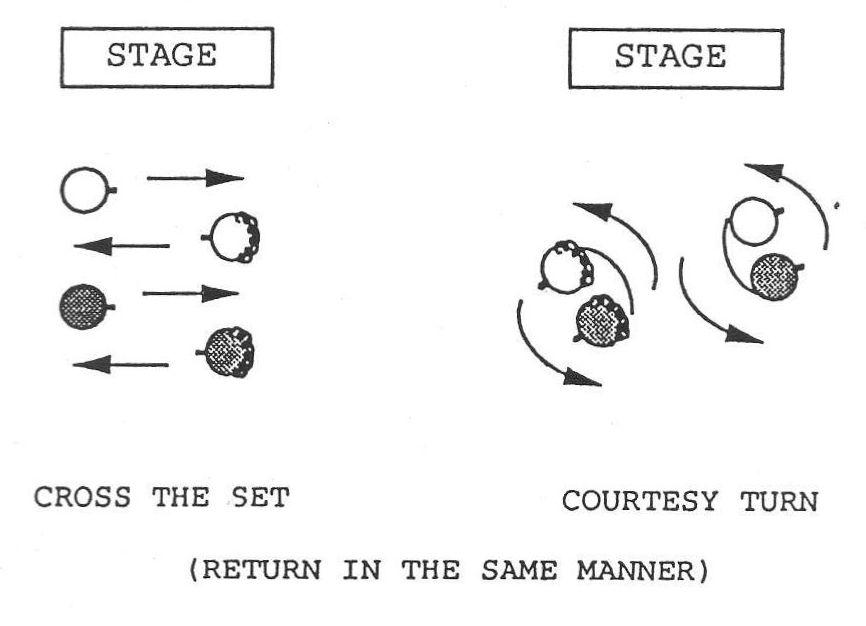 STAGE
STAGE
CROSS THE SET
COURTESY TURN
(RETURN IN THE SAME MANNER)